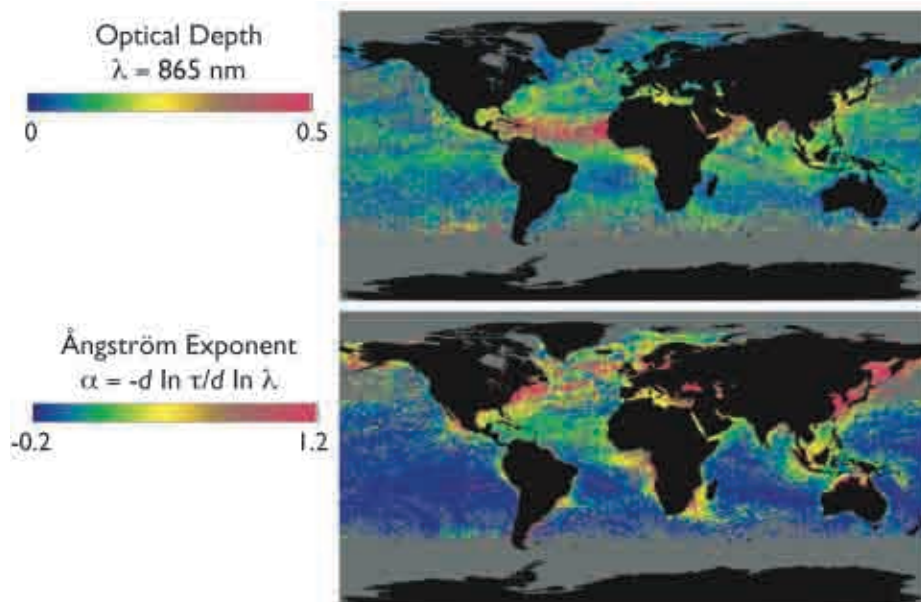 Optical Depth
λ = 865 nm
0 0.5
Ångström Exponent
α = -d ln τ/d ln λ
-0.2 1.2